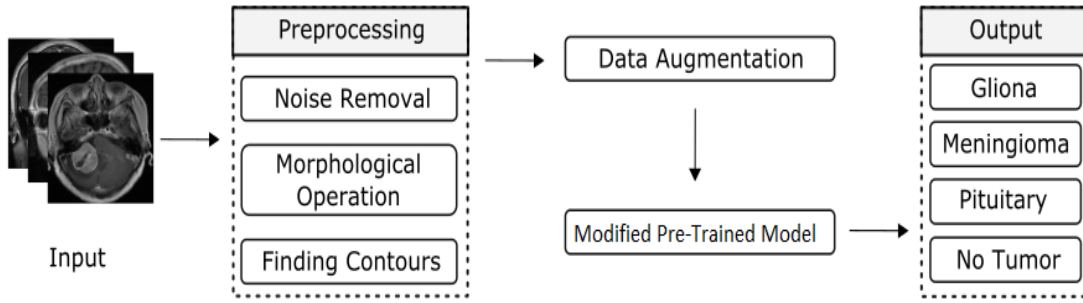 Input
Preprocessing
Noise Removal
Morphological
Operation
Finding Contours
Data Augmentation
Modified Pre-Trained Model
Output
Gliona
Meningioma
Pituitary
No Tumor